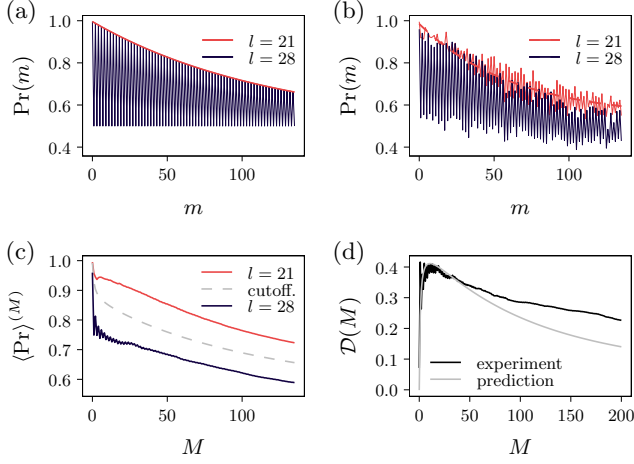 (a)
Pr(m)
1.0
0.8
0.6
0.4
l = 21
l = 28
0
100
m
(b)
Pr(m)
1.0
0.8
0.6
0.4
l = 21
l = 28
0
50
100
m
(c)
⟨Pr⟩^(M)
1.0
0.9
0.8
0.7
0.6
l = 21
cutoff.
l = 28
0
50
100
M
(d)
D(M)
0.4
0.3
0.2
0.1
0.0
experiment
prediction
0
50
100
150
200
M